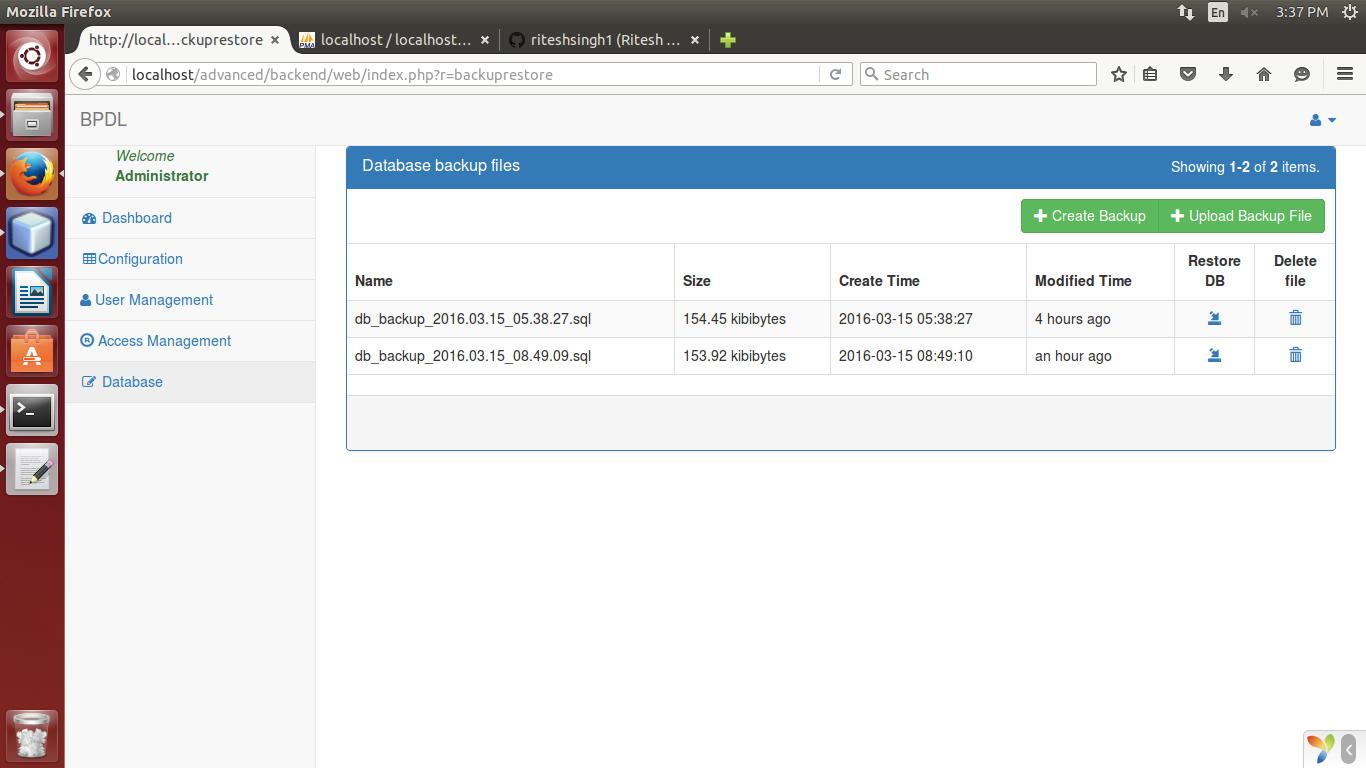 Mozilla Firefox
En
3:37 PM
http://local...ckuprestore
localhost / localhost...
riteshsingh1 (Ritesh ...
localhost/advanced/backend/web/index.php?r=backuprestore
Search
BPDL
Welcome
Administrator
Dashboard
Configuration
User Management
Access Management
Database
Database backup files
Showing 1-2 of 2 items.
Create Backup
Upload Backup File
Name Size Create Time Modified Time Restore DB Delete file
db_backup_2016.03.15_05.38.27.sql 154.45 kibibytes 2016-03-15 05:38:27 4 hours ago
db_backup_2016.03.15_08.49.09.sql 153.92 kibibytes 2016-03-15 08:49:10 an hour ago